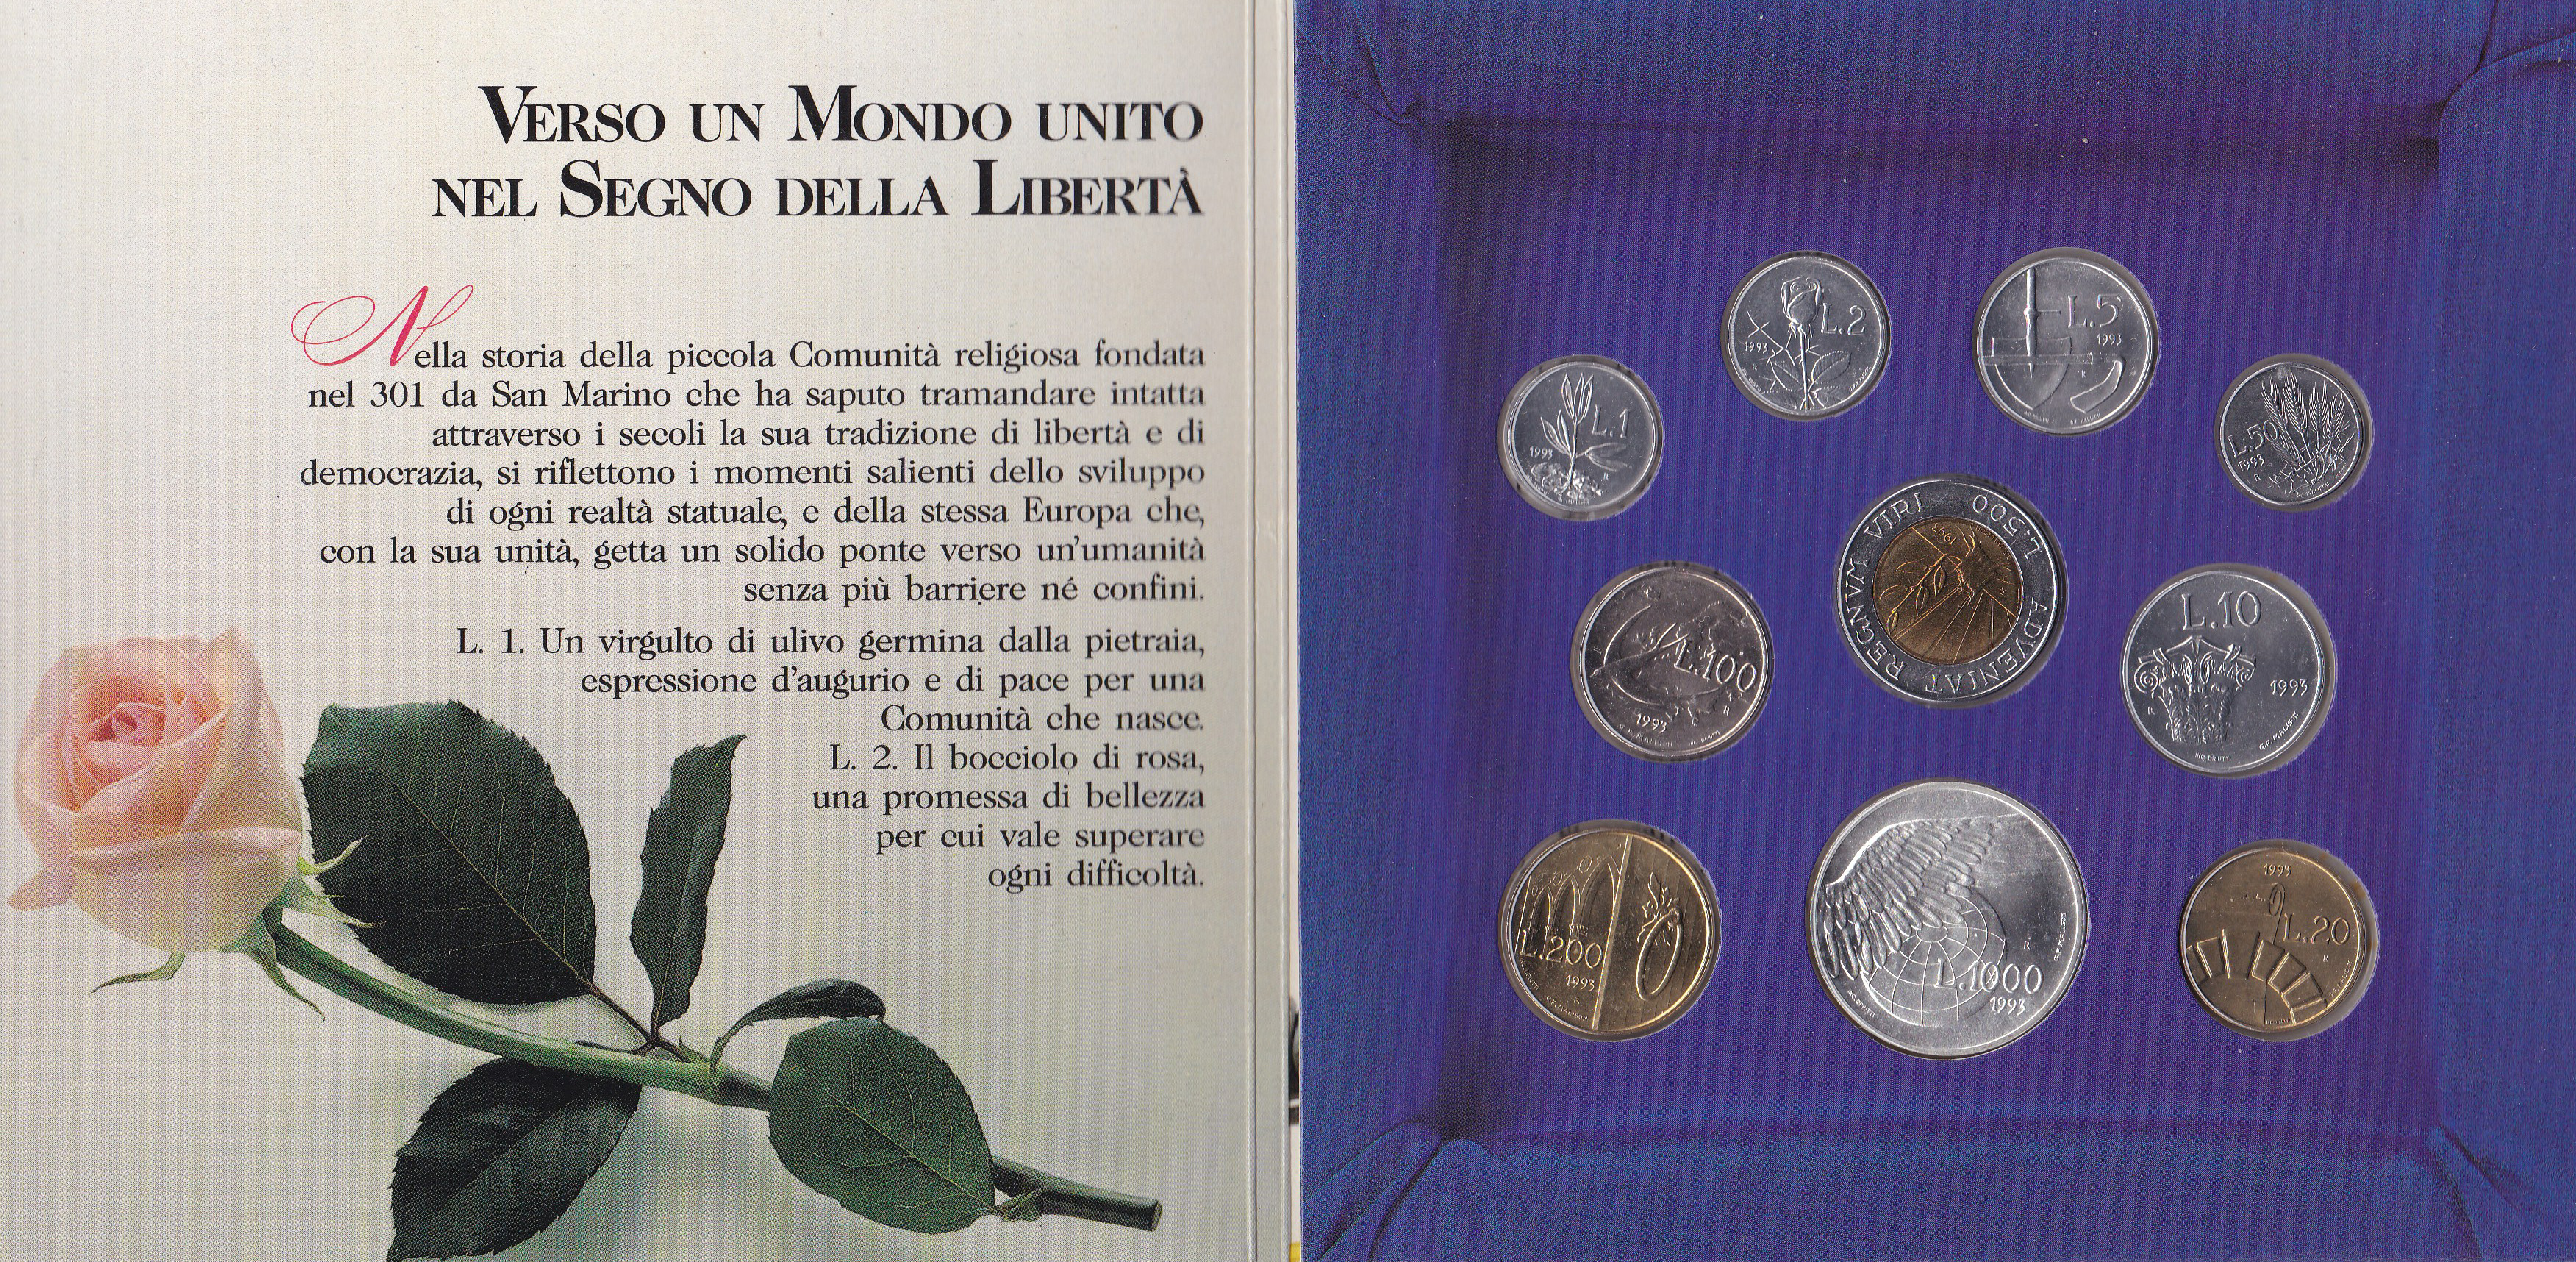 VERSO UN MONDO UNITO
NEL SEGNO DELLA LIBERTÀ
Nella storia della piccola Comunità religiosa fondata
nel 301 da San Marino che ha saputo tramandare intatta
attraverso i secoli la sua tradizione di libertà e di
democrazia, si riflettono i momenti salienti dello sviluppo
di ogni realtà statuale, e della stessa Europa che,
con la sua unità, getta un solido ponte verso un'umanità
senza più barriere né confini.
L. 1. Un virgulto di ulivo germina dalla pietraia,
espressione d'augurio e di pace per una
Comunità che nasce.
L. 2. Il bocciolo di rosa,
una promessa di bellezza
per cui vale superare
ogni difficoltà.
L.2
1993
R
L.5
1993
R
L.1
1993
R
L.50
1993
R
L.500
ADVENIAT REGNVM VIRI
1993
L.100
1993
R
L.10
1993
R
G.F. MALISON
L.200
1993
R
L.1000
1993
R
1993
L.20
R